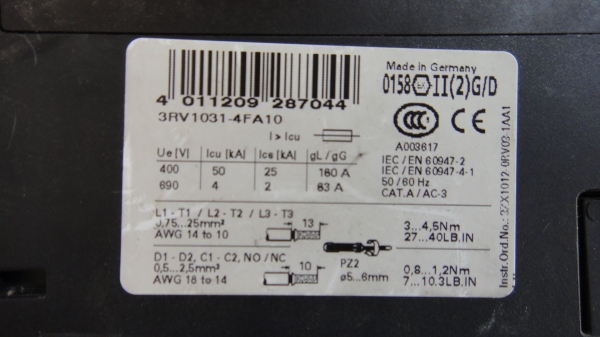 Made in Germany
0158 II(2)G/D
4 011209 287044
3RV1031-4FA10
I > Icu
CCC
A003617
Ue [V] Icu [kA] Ics [kA] gL / gG
400 50 25 160 A
690 4 2 63 A
IEC / EN 60947-2
IEC / EN 60947-4-1
50 / 60 Hz
CAT. A / AC-3
L1 - T1 / L2 - T2 / L3 - T3
0,75...25mm²
AWG 14 to 10
13
3...4,5Nm
27...40LB.IN
D1 - D2, C1 - C2, NO / NC
0,5...2,5mm²
AWG 18 to 14
10
PZ2
ø5...6mm
0,8...1,2Nm
7...10,3LB.IN
Instr.Ord.No.:
1AA1